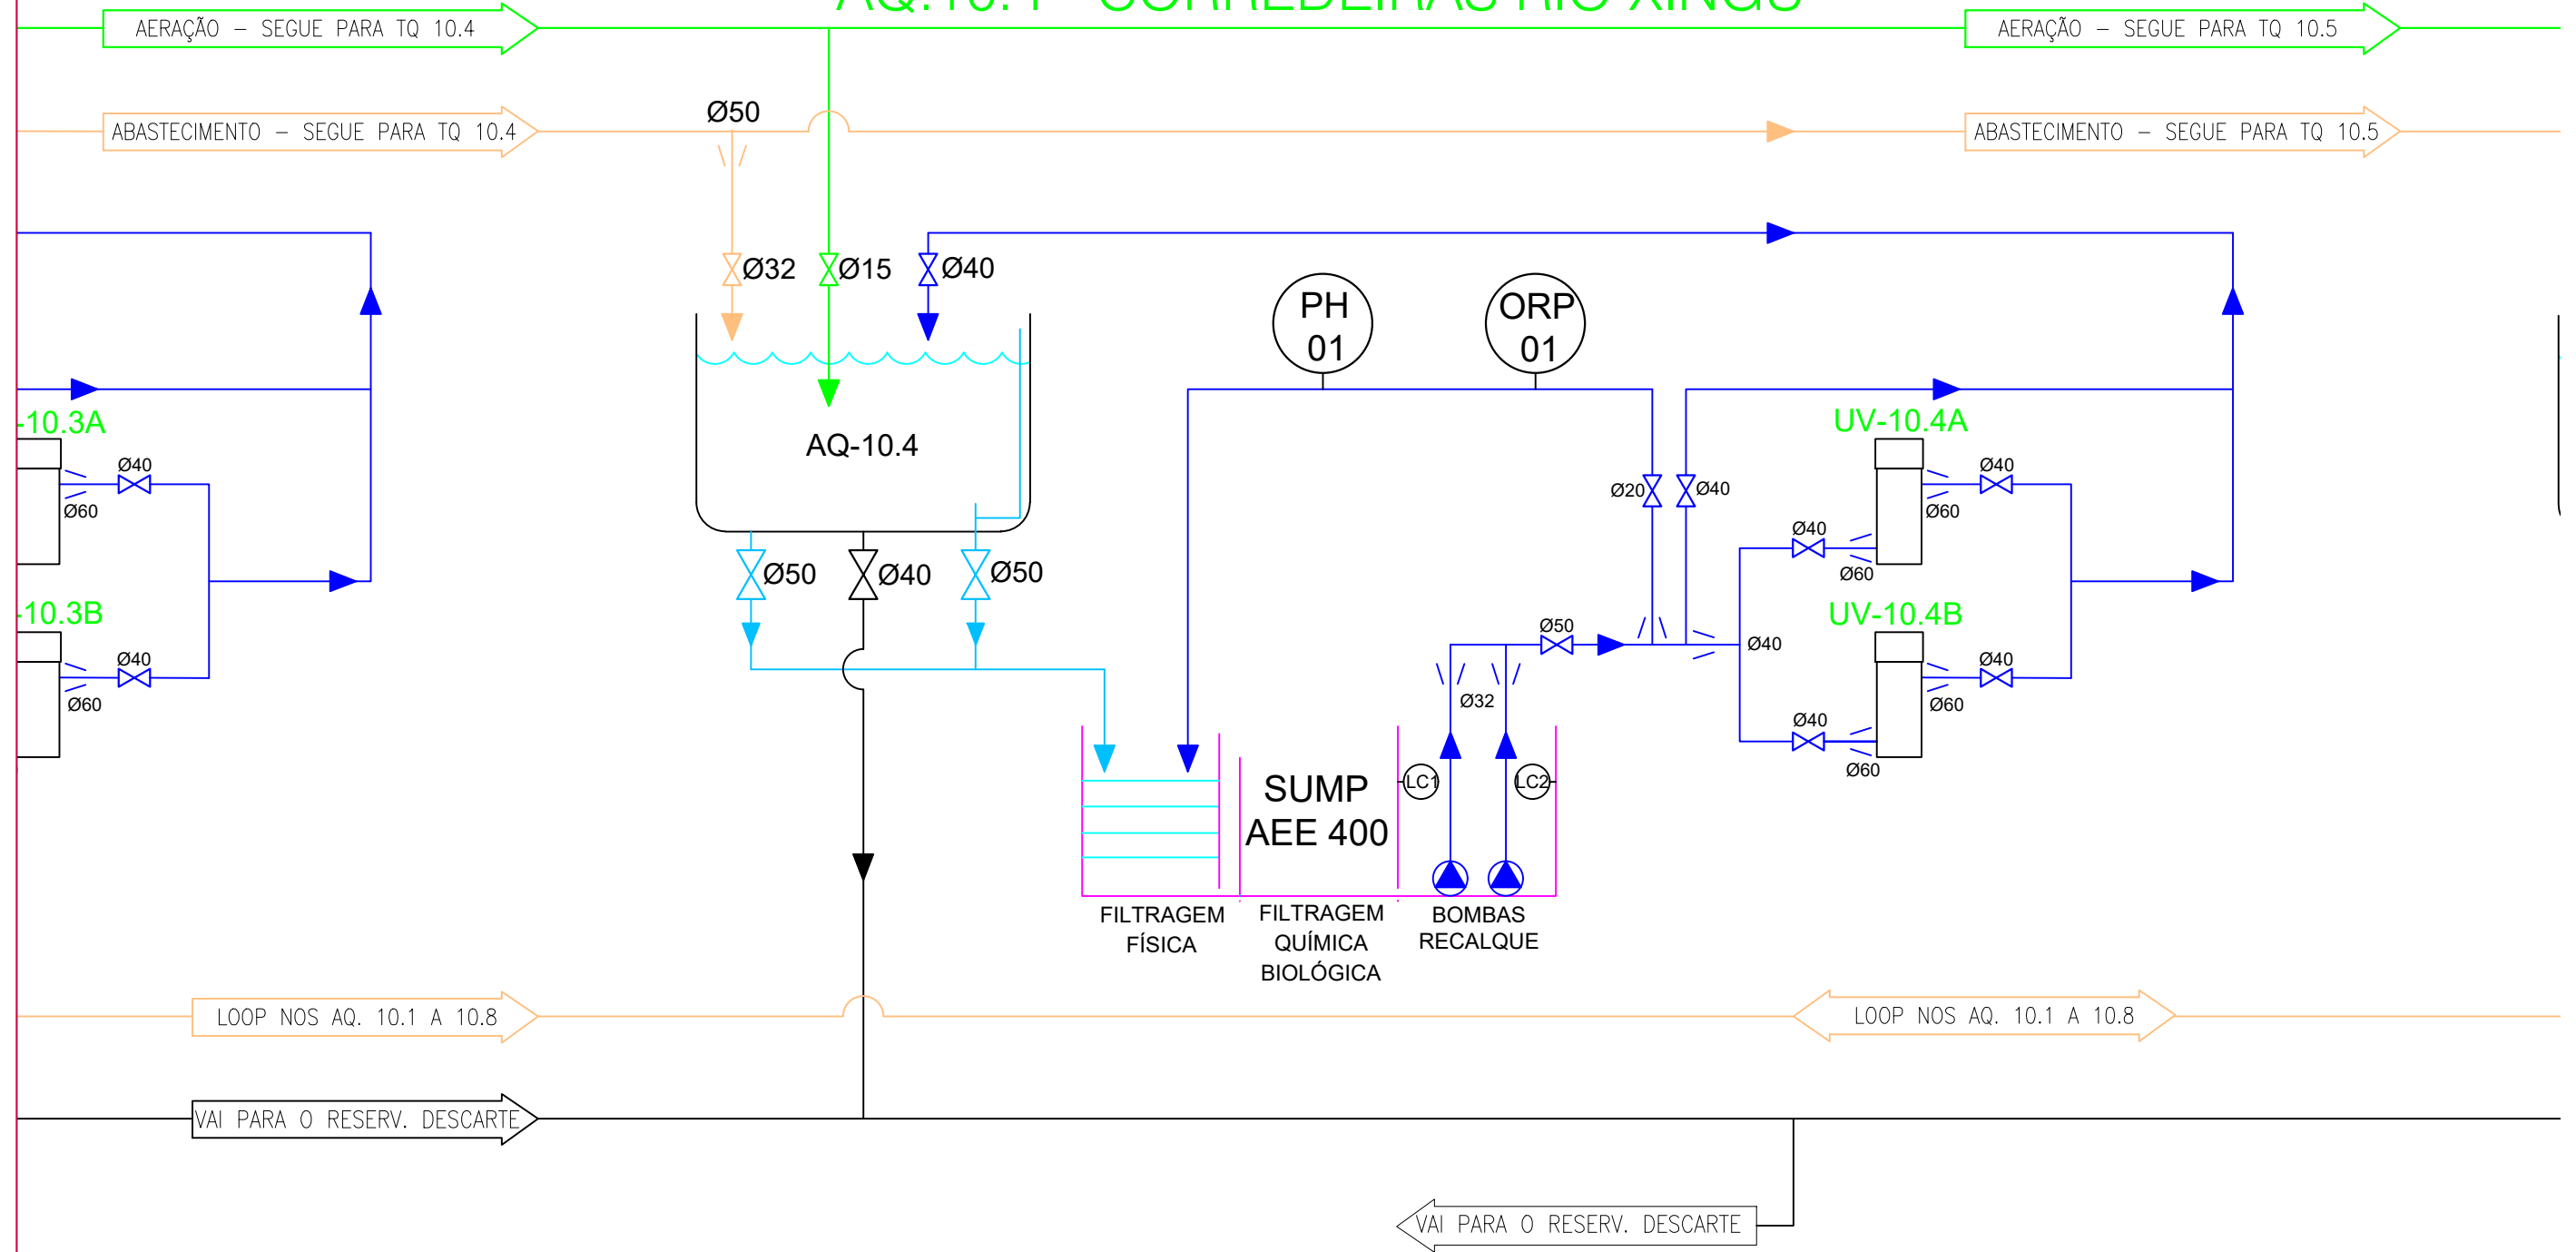 AERAÇÃO – SEGUE PARA TQ 10.4
AERAÇÃO – SEGUE PARA TQ 10.5
Ø50
ABASTECIMENTO – SEGUE PARA TQ 10.4
ABASTECIMENTO – SEGUE PARA TQ 10.5
Ø32
Ø15
Ø40
PH
01
ORP
01
AQ-10.4
-10.3A
Ø40
Ø60
-10.3B
Ø40
Ø60
Ø50
Ø40
Ø50
Ø20
Ø40
UV-10.4A
Ø40
Ø60
Ø40
Ø60
UV-10.4B
Ø50
Ø40
Ø32
Ø40
Ø60
Ø40
Ø60
SUMP
AEE 400
LC1
LC2
FILTRAGEM
FÍSICA
FILTRAGEM
QUÍMICA
BIOLÓGICA
BOMBAS
RECALQUE
LOOP NOS AQ. 10.1 A 10.8
LOOP NOS AQ. 10.1 A 10.8
VAI PARA O RESERV. DESCARTE
VAI PARA O RESERV. DESCARTE